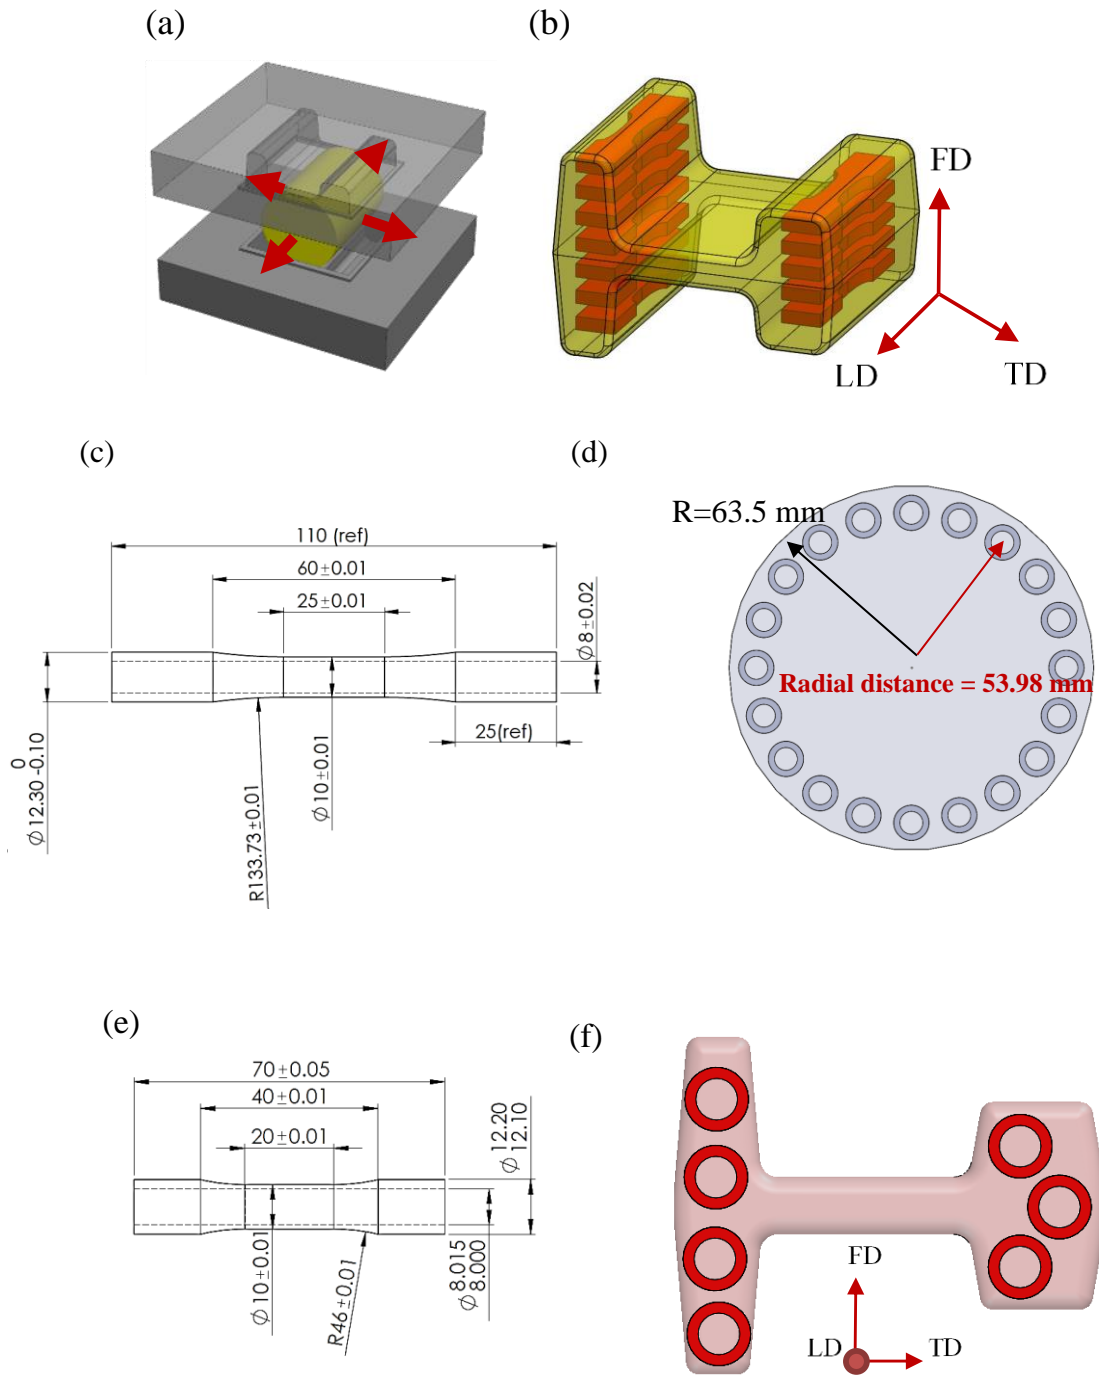 (a)
(b)
FD
LD
TD
(c)
110 (ref)
60±0.01
25±0.01
Ø8±0.02
25(ref)
0
Ø12.30 -0.10
R133.73±0.01
Ø10±0.01
(d)
R=63.5 mm
Radial distance = 53.98 mm
(e)
70±0.05
40±0.01
20±0.01
Ø 12.20
12.10
Ø10±0.01
R46±0.01
Ø 8.015
8.000
(f)
FD
LD
TD